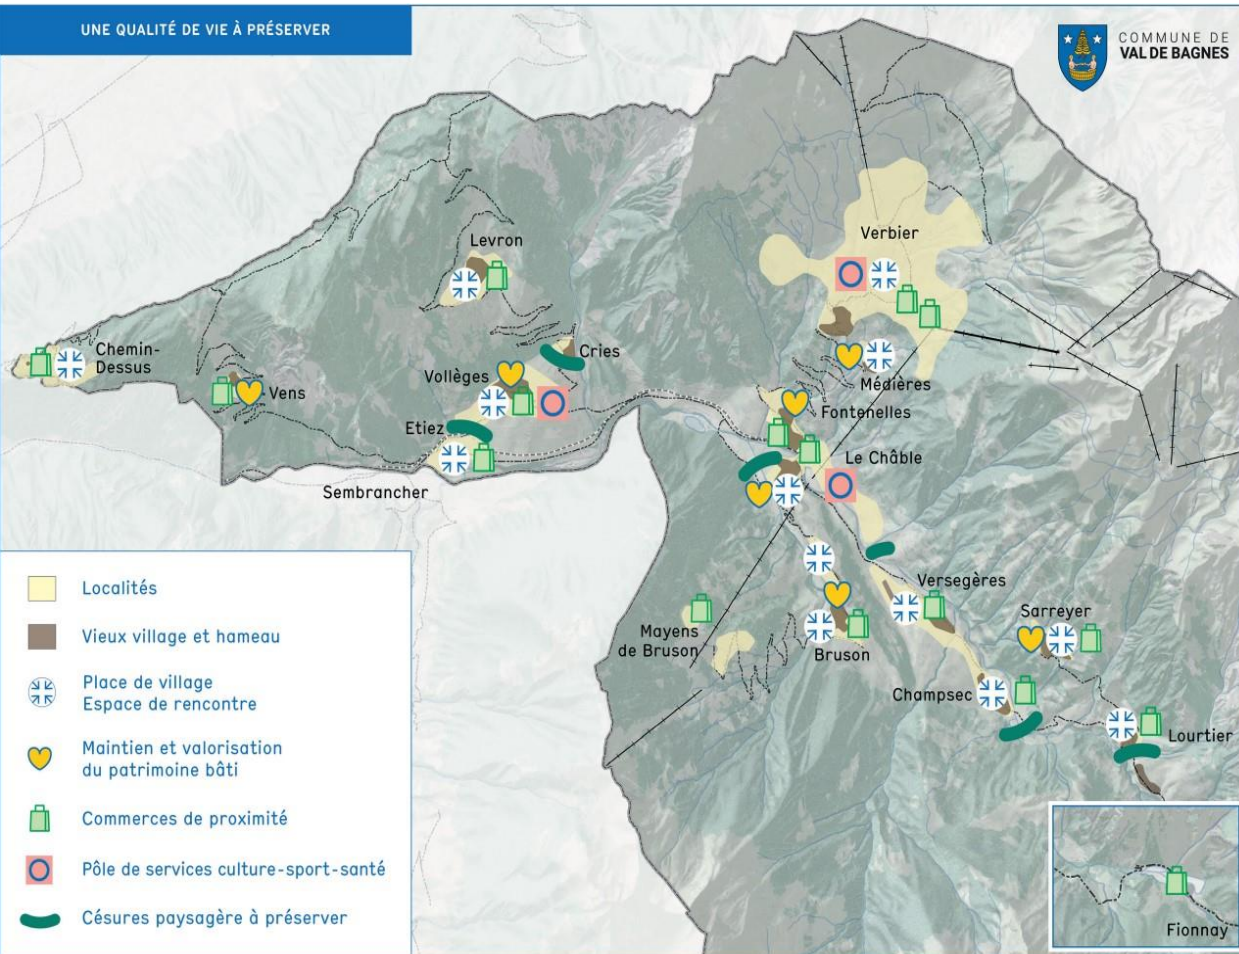 UNE QUALITÉ DE VIE À PRÉSERVER
COMMUNE DE
VAL DE BAGNES
Verbier
Levron
Chemin-
Dessus
Cries
Vollèges
Vens
Médières
Fontenelles
Etiez
Le Châble
Sembrancher
Versegères
Sarreyer
Mayens
de Bruson
Bruson
Champsec
Lourtier
Fionnay
Localités
Vieux village et hameau
Place de village
Espace de rencontre
Maintien et valorisation
du patrimoine bâti
Commerces de proximité
Pôle de services culture-sport-santé
Césures paysagère à préserver